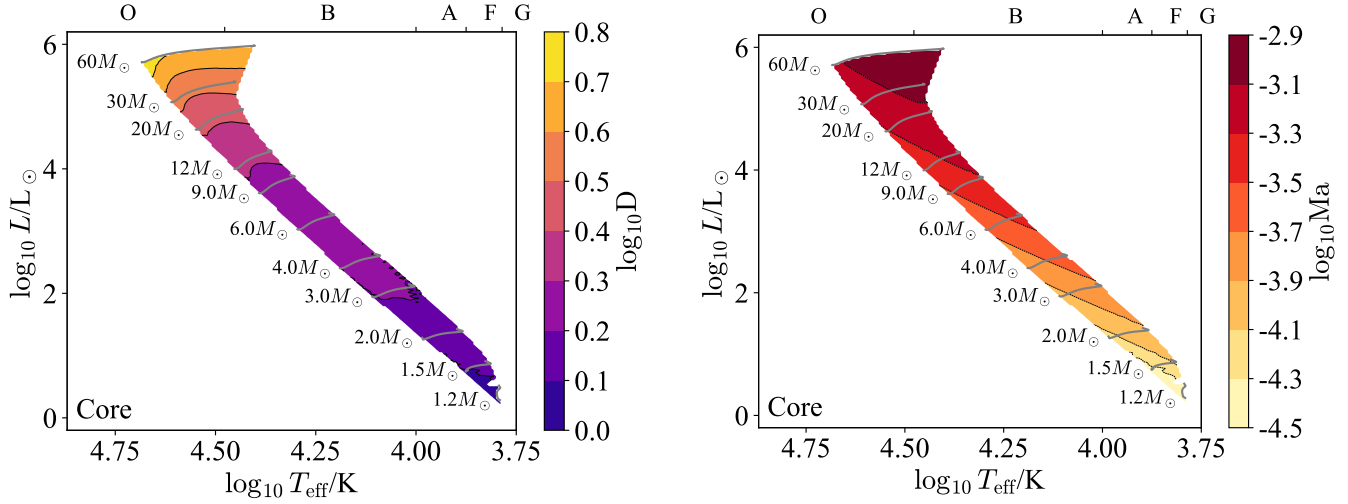 O B A F G
6
4
2
0
log₁₀ L/L☉
60M☉
30M☉
20M☉
12M☉
9.0M☉
6.0M☉
4.0M☉
3.0M☉
2.0M☉
1.5M☉
1.2M☉
Core
4.75 4.50 4.25 4.00 3.75
log₁₀ Tₑff/K
0.8
0.7
0.6
0.5
0.4
0.3
0.2
0.1
0.0
log₁₀D
O B A F G
6
4
2
0
log₁₀ L/L☉
60M☉
30M☉
20M☉
12M☉
9.0M☉
6.0M☉
4.0M☉
3.0M☉
2.0M☉
1.5M☉
1.2M☉
Core
4.75 4.50 4.25 4.00 3.75
log₁₀ Tₑff/K
-2.9
-3.1
-3.3
-3.5
-3.7
-3.9
-4.1
-4.3
-4.5
log₁₀Ma